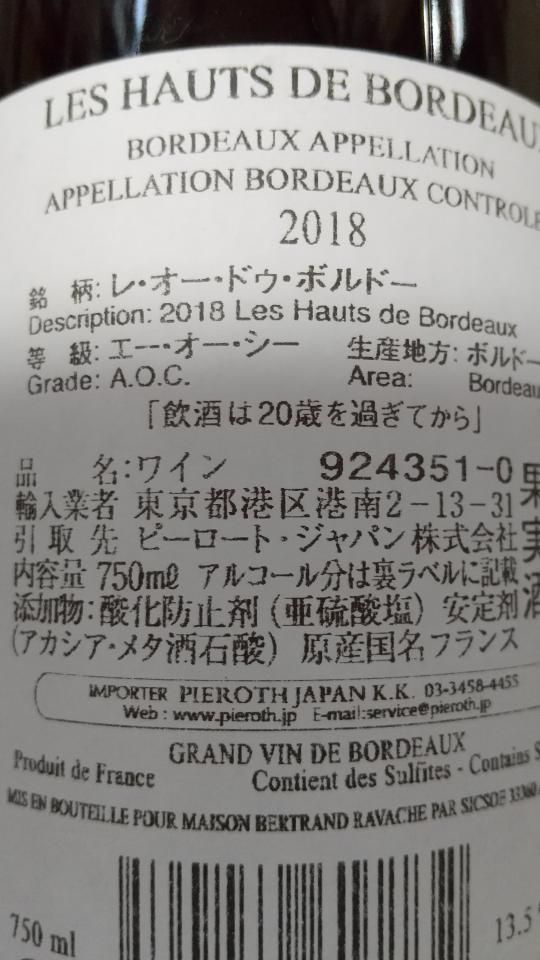 LES HAUTS DE BORDEAU
BORDEAUX APPELLATION
APPELLATION BORDEAUX CONTROLE
2018
銘 柄: レ・オー・ドゥ・ボルドー
Description: 2018 Les Hauts de Bordeaux
等 級: エー・オー・シー 生産地方: ボルドー
Grade: A.O.C. Area: Bordeau
「飲酒は20歳を過ぎてから」
品 名:ワイン 924351-0
果実酒
輸入業者 東京都港区港南2-13-31
引取先 ピーロート・ジャパン株式会社
内容量 750mℓ アルコール分は裏ラベルに記載
添加物:酸化防止剤(亜硫酸塩) 安定剤
(アカシア・メタ酒石酸) 原産国名フランス
IMPORTER PIEROTH JAPAN K.K. 03-3458-4455
Web : www.pieroth.jp E-mail:service@pieroth.jp
GRAND VIN DE BORDEAUX
Produit de France Contient des Sulfites - Contains S
MIS EN BOUTEILLE POUR MAISON BERTRAND RAVACHE PAR SICSOE 33360
750 ml 13.5